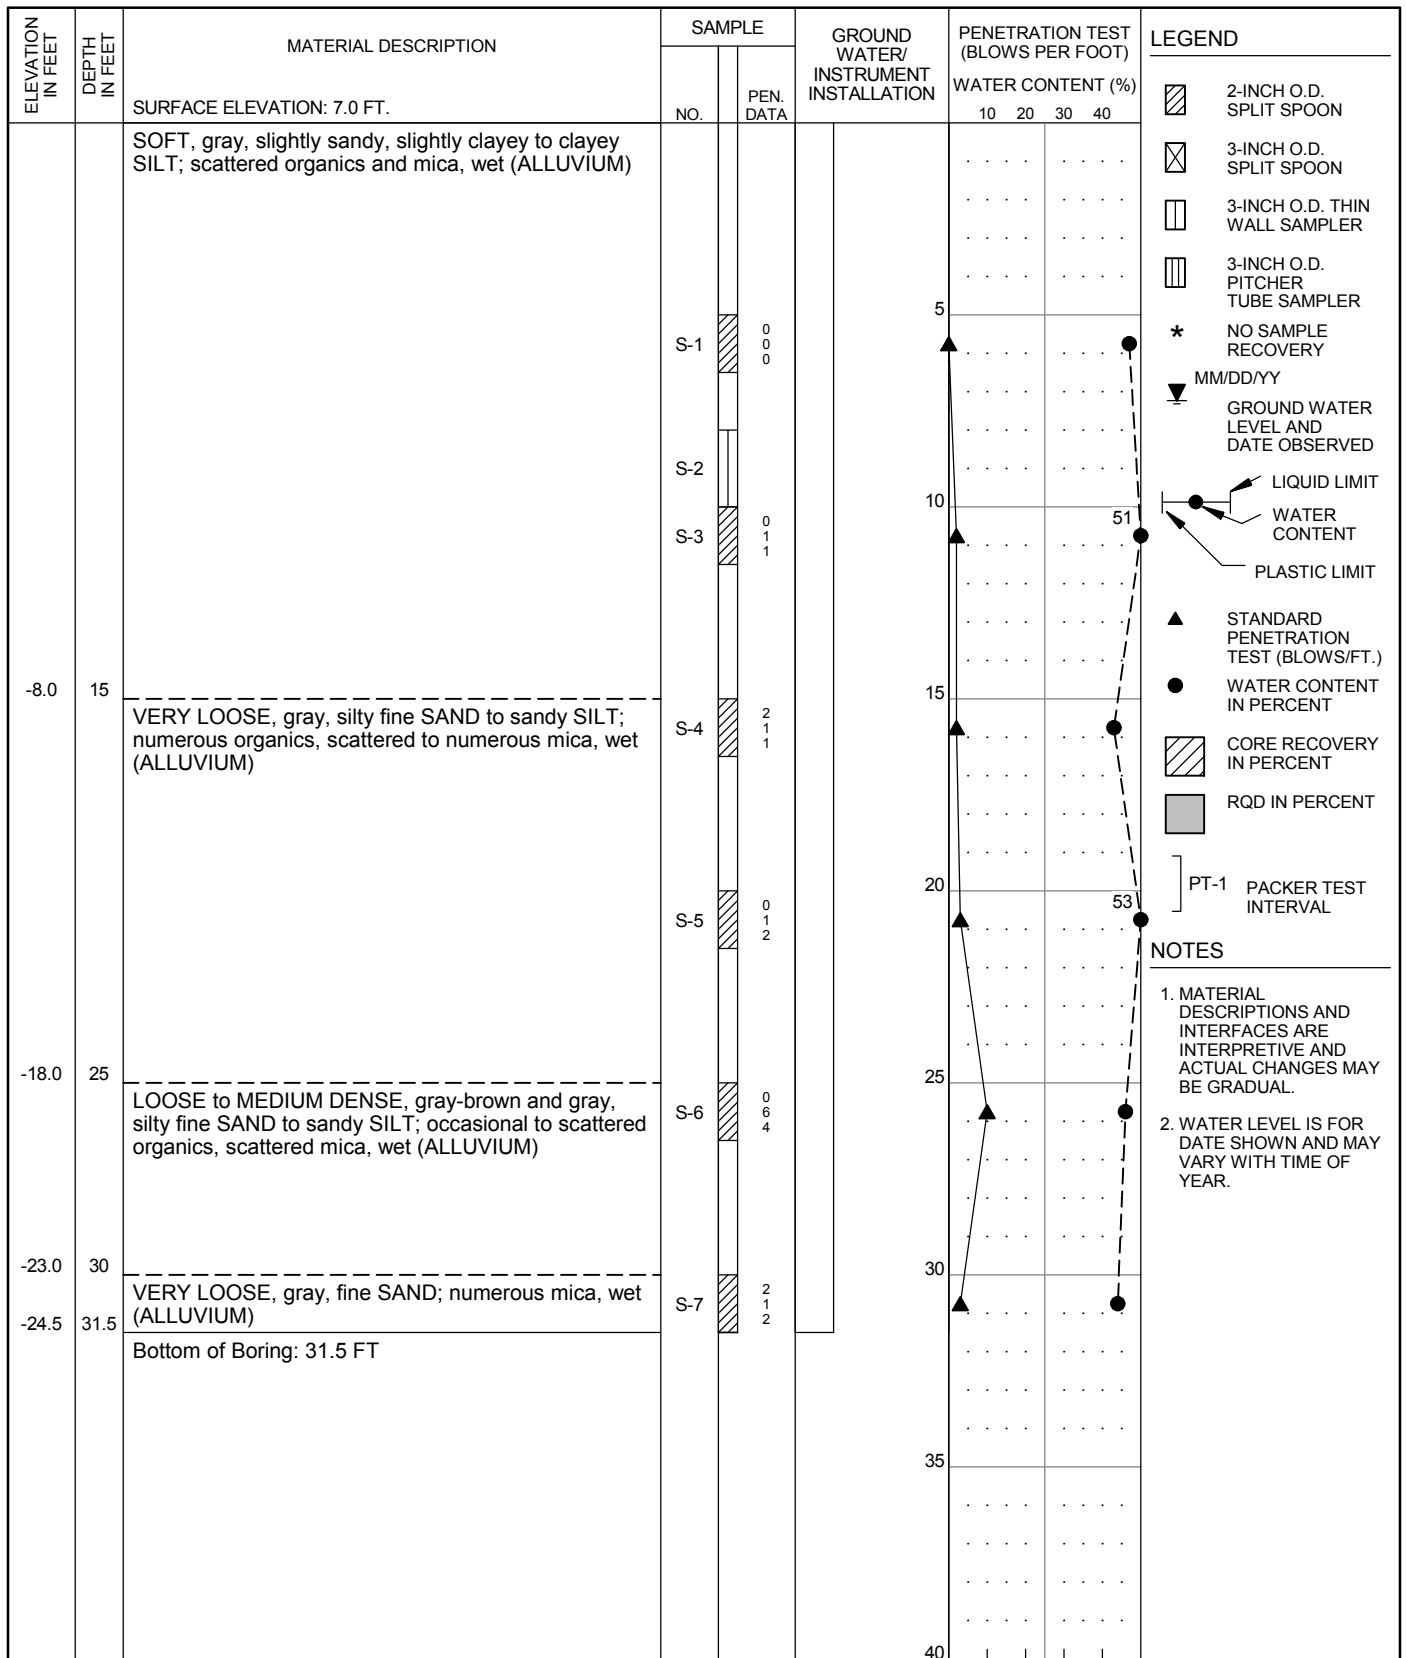 ELEVATION
IN FEET
DEPTH
IN FEET
MATERIAL DESCRIPTION
SURFACE ELEVATION: 7.0 FT.
SAMPLE
NO.
PEN.
DATA
GROUND
WATER/
INSTRUMENT
INSTALLATION
PENETRATION TEST
(BLOWS PER FOOT)
WATER CONTENT (%)
10 20 30 40
SOFT, gray, slightly sandy, slightly clayey to clayey
SILT; scattered organics and mica, wet (ALLUVIUM)
5
S-1
0
0
0
S-2
10
S-3
0
1
1
51
-8.0 15
15
VERY LOOSE, gray, silty fine SAND to sandy SILT;
numerous organics, scattered to numerous mica, wet
(ALLUVIUM)
S-4
2
1
1
20
S-5
0
1
2
53
-18.0 25
25
LOOSE to MEDIUM DENSE, gray-brown and gray,
silty fine SAND to sandy SILT; occasional to scattered
organics, scattered mica, wet (ALLUVIUM)
S-6
0
6
4
-23.0 30
30
VERY LOOSE, gray, fine SAND; numerous mica, wet
(ALLUVIUM)
S-7
2
1
2
-24.5 31.5
Bottom of Boring: 31.5 FT
35
40
LEGEND
2-INCH O.D.
SPLIT SPOON
3-INCH O.D.
SPLIT SPOON
3-INCH O.D. THIN
WALL SAMPLER
3-INCH O.D.
PITCHER
TUBE SAMPLER
* NO SAMPLE
RECOVERY
MM/DD/YY
GROUND WATER
LEVEL AND
DATE OBSERVED
LIQUID LIMIT
WATER
CONTENT
PLASTIC LIMIT
STANDARD
PENETRATION
TEST (BLOWS/FT.)
WATER CONTENT
IN PERCENT
CORE RECOVERY
IN PERCENT
RQD IN PERCENT
PT-1 PACKER TEST
INTERVAL
NOTES
1. MATERIAL
DESCRIPTIONS AND
INTERFACES ARE
INTERPRETIVE AND
ACTUAL CHANGES MAY
BE GRADUAL.
2. WATER LEVEL IS FOR
DATE SHOWN AND MAY
VARY WITH TIME OF
YEAR.